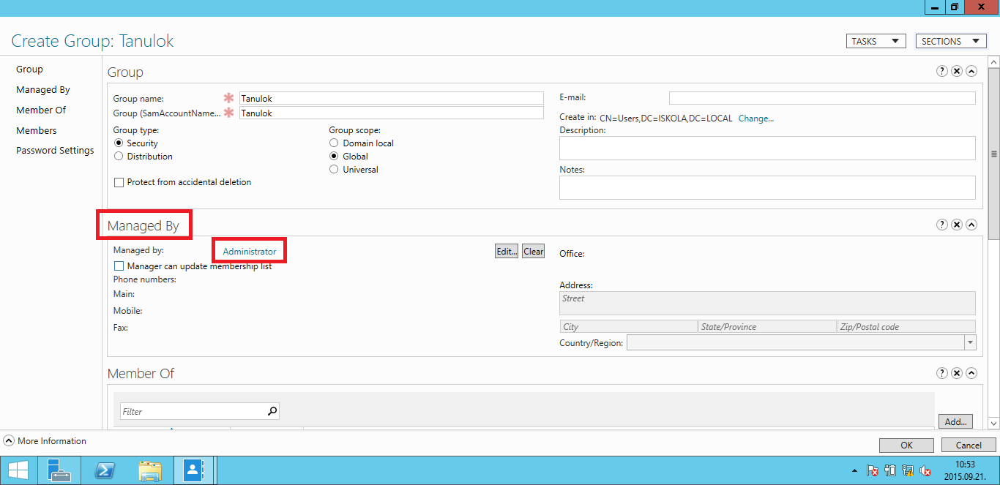 Create Group: Tanulok
TASKS
SECTIONS
Group
Managed By
Member Of
Members
Password Settings
Group
Group name:
Tanulok
Group (SamAccountName...
Tanulok
Group type:
Security
Distribution
Group scope:
Domain local
Global
Universal
Protect from accidental deletion
E-mail:
Create in: CN=Users,DC=ISKOLA,DC=LOCAL Change...
Description:
Notes:
Managed By
Managed by: Administrator
Edit... Clear
Manager can update membership list
Phone numbers:
Main:
Mobile:
Fax:
Office:
Address:
Street
City State/Province Zip/Postal code
Country/Region:
Member Of
Filter
Add...
More Information
OK Cancel
10:53
2015.09.21.